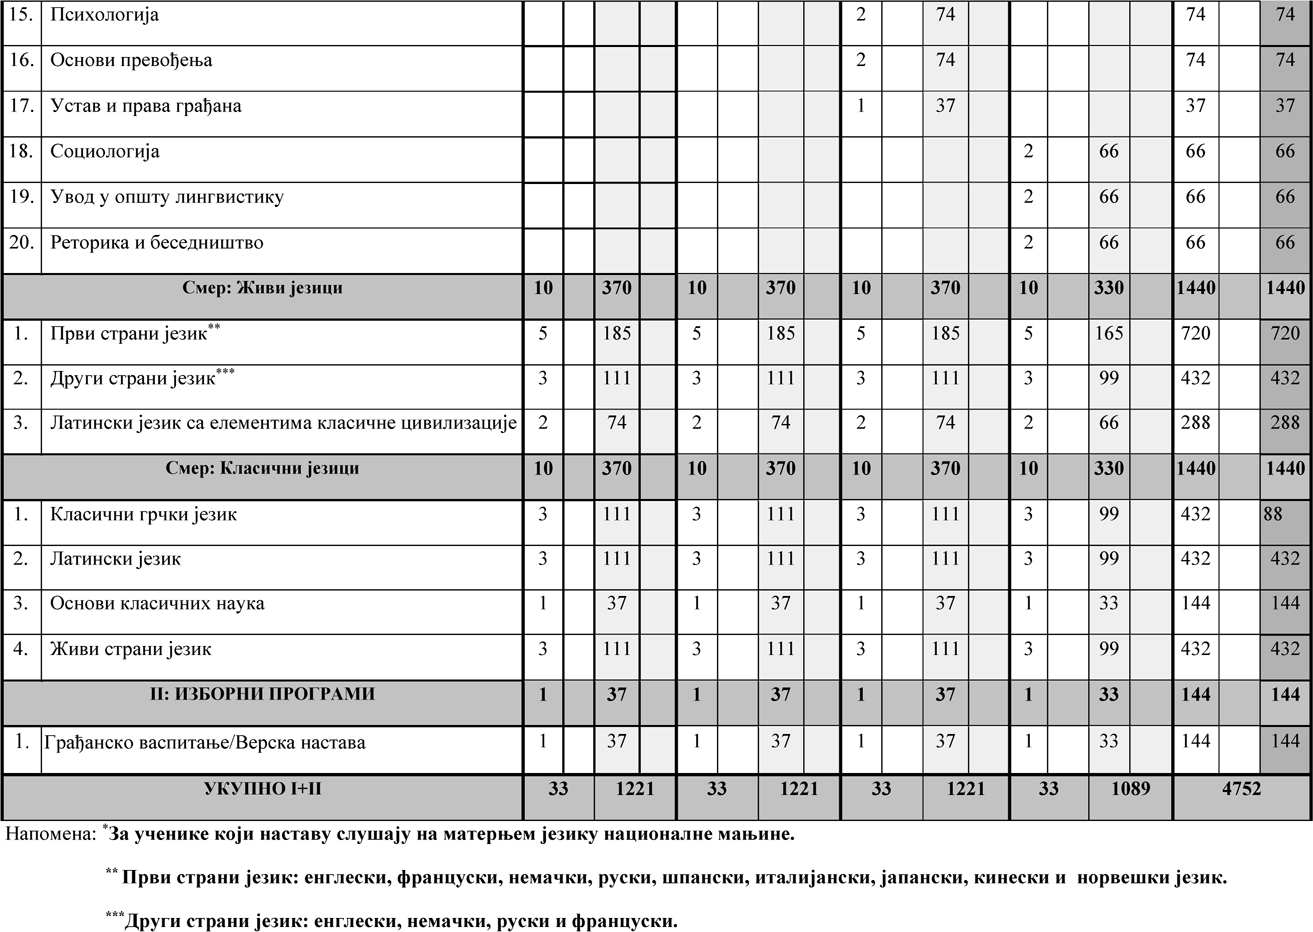 15. Психологија 2 74 74 74
16. Основи превођења 2 74 74 74
17. Устав и права грађана 1 37 37 37
18. Социологија 2 66 66 66
19. Увод у општу лингвистику 2 66 66 66
20. Реторика и беседништво 2 66 66 66
Смер: Живи језици 10 370 10 370 10 370 10 330 1440 1440
1. Први страни језик** 5 185 5 185 5 185 5 165 720 720
2. Други страни језик*** 3 111 3 111 3 111 3 99 432 432
3. Латински језик са елементима класичне цивилизације 2 74 2 74 2 74 2 66 288 288
Смер: Класични језици 10 370 10 370 10 370 10 330 1440 1440
1. Класични грчки језик 3 111 3 111 3 111 3 99 432 88
2. Латински језик 3 111 3 111 3 111 3 99 432 432
3. Основи класичних наука 1 37 1 37 1 37 1 33 144 144
4. Живи страни језик 3 111 3 111 3 111 3 99 432 432
II: ИЗБОРНИ ПРОГРАМИ 1 37 1 37 1 37 1 33 144 144
1. Грађанско васпитање/Верска настава 1 37 1 37 1 37 1 33 144 144
УКУПНО I+II 33 1221 33 1221 33 1221 33 1089 4752
Напомена: *За ученике који наставу слушају на матерњем језику националне мањине.
** Први страни језик: енглески, француски, немачки, руски, шпански, италијански, јапански, кинески и норвешки језик.
***Други страни језик: енглески, немачки, руски и француски.